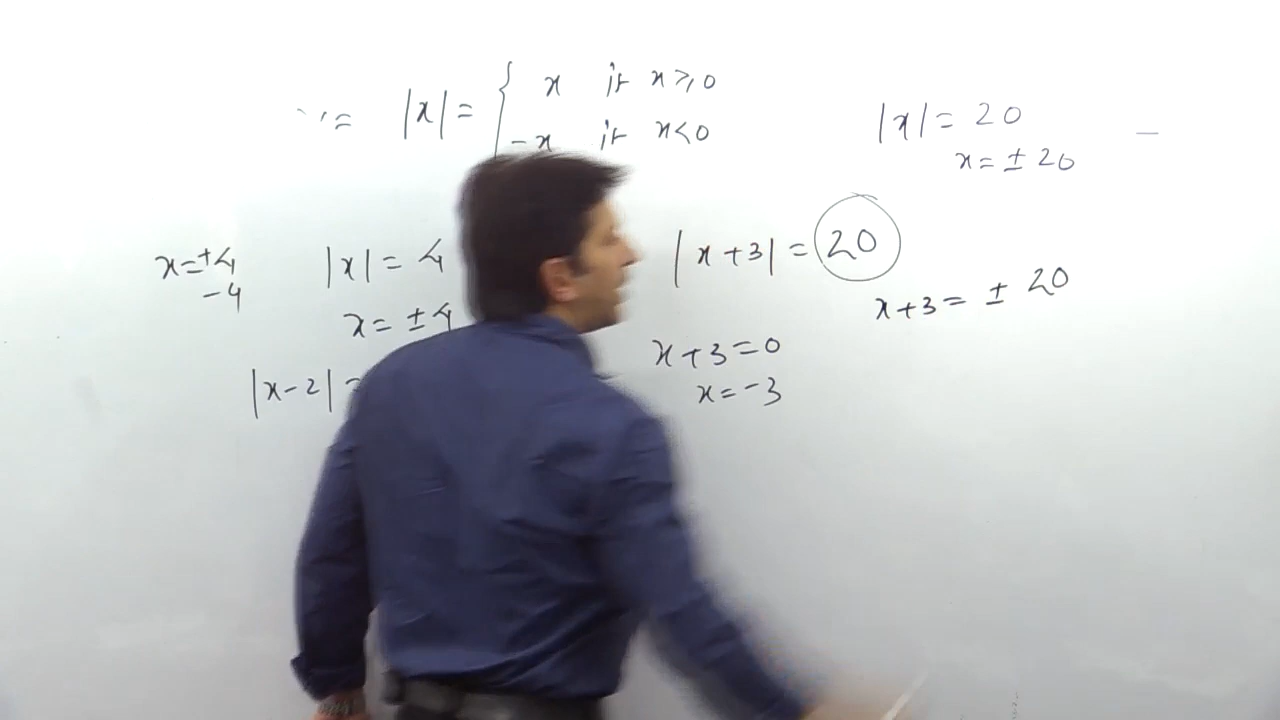 |x| = { x if x ≥ 0
-x if x < 0
|x| = 20
x = ± 20
x = ± 4
-4
|x| = 4
x = ± 4
|x - 2| =
|x + 3| = 20
x + 3 = ± 20
x + 3 = 0
x = -3